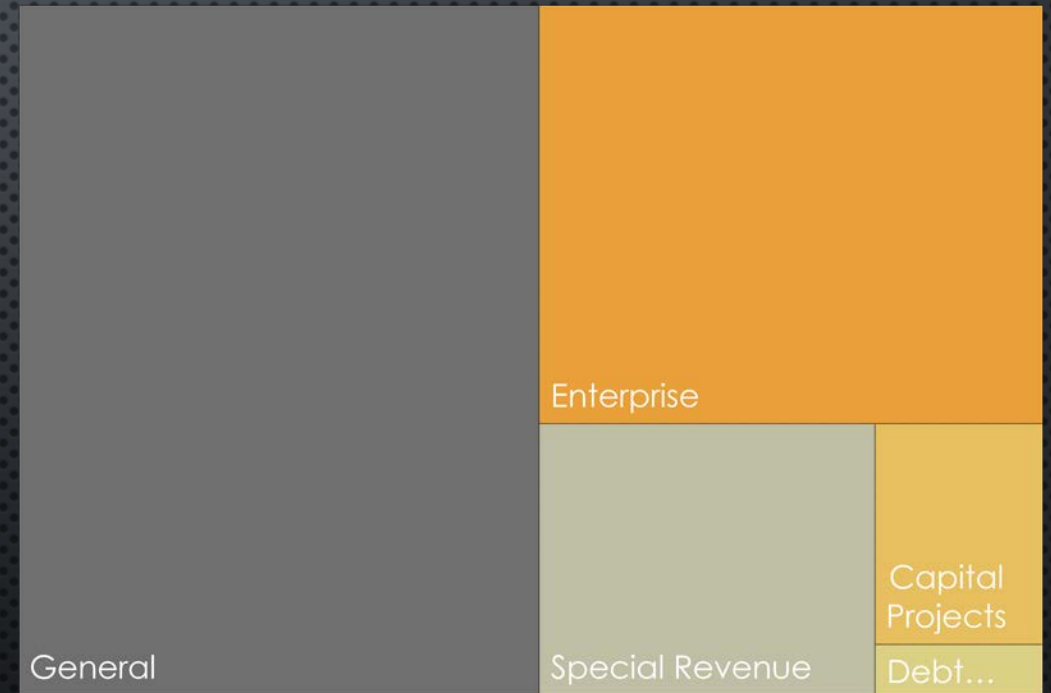 Enterprise
Capital
Projects
General
Special Revenue
Debt...